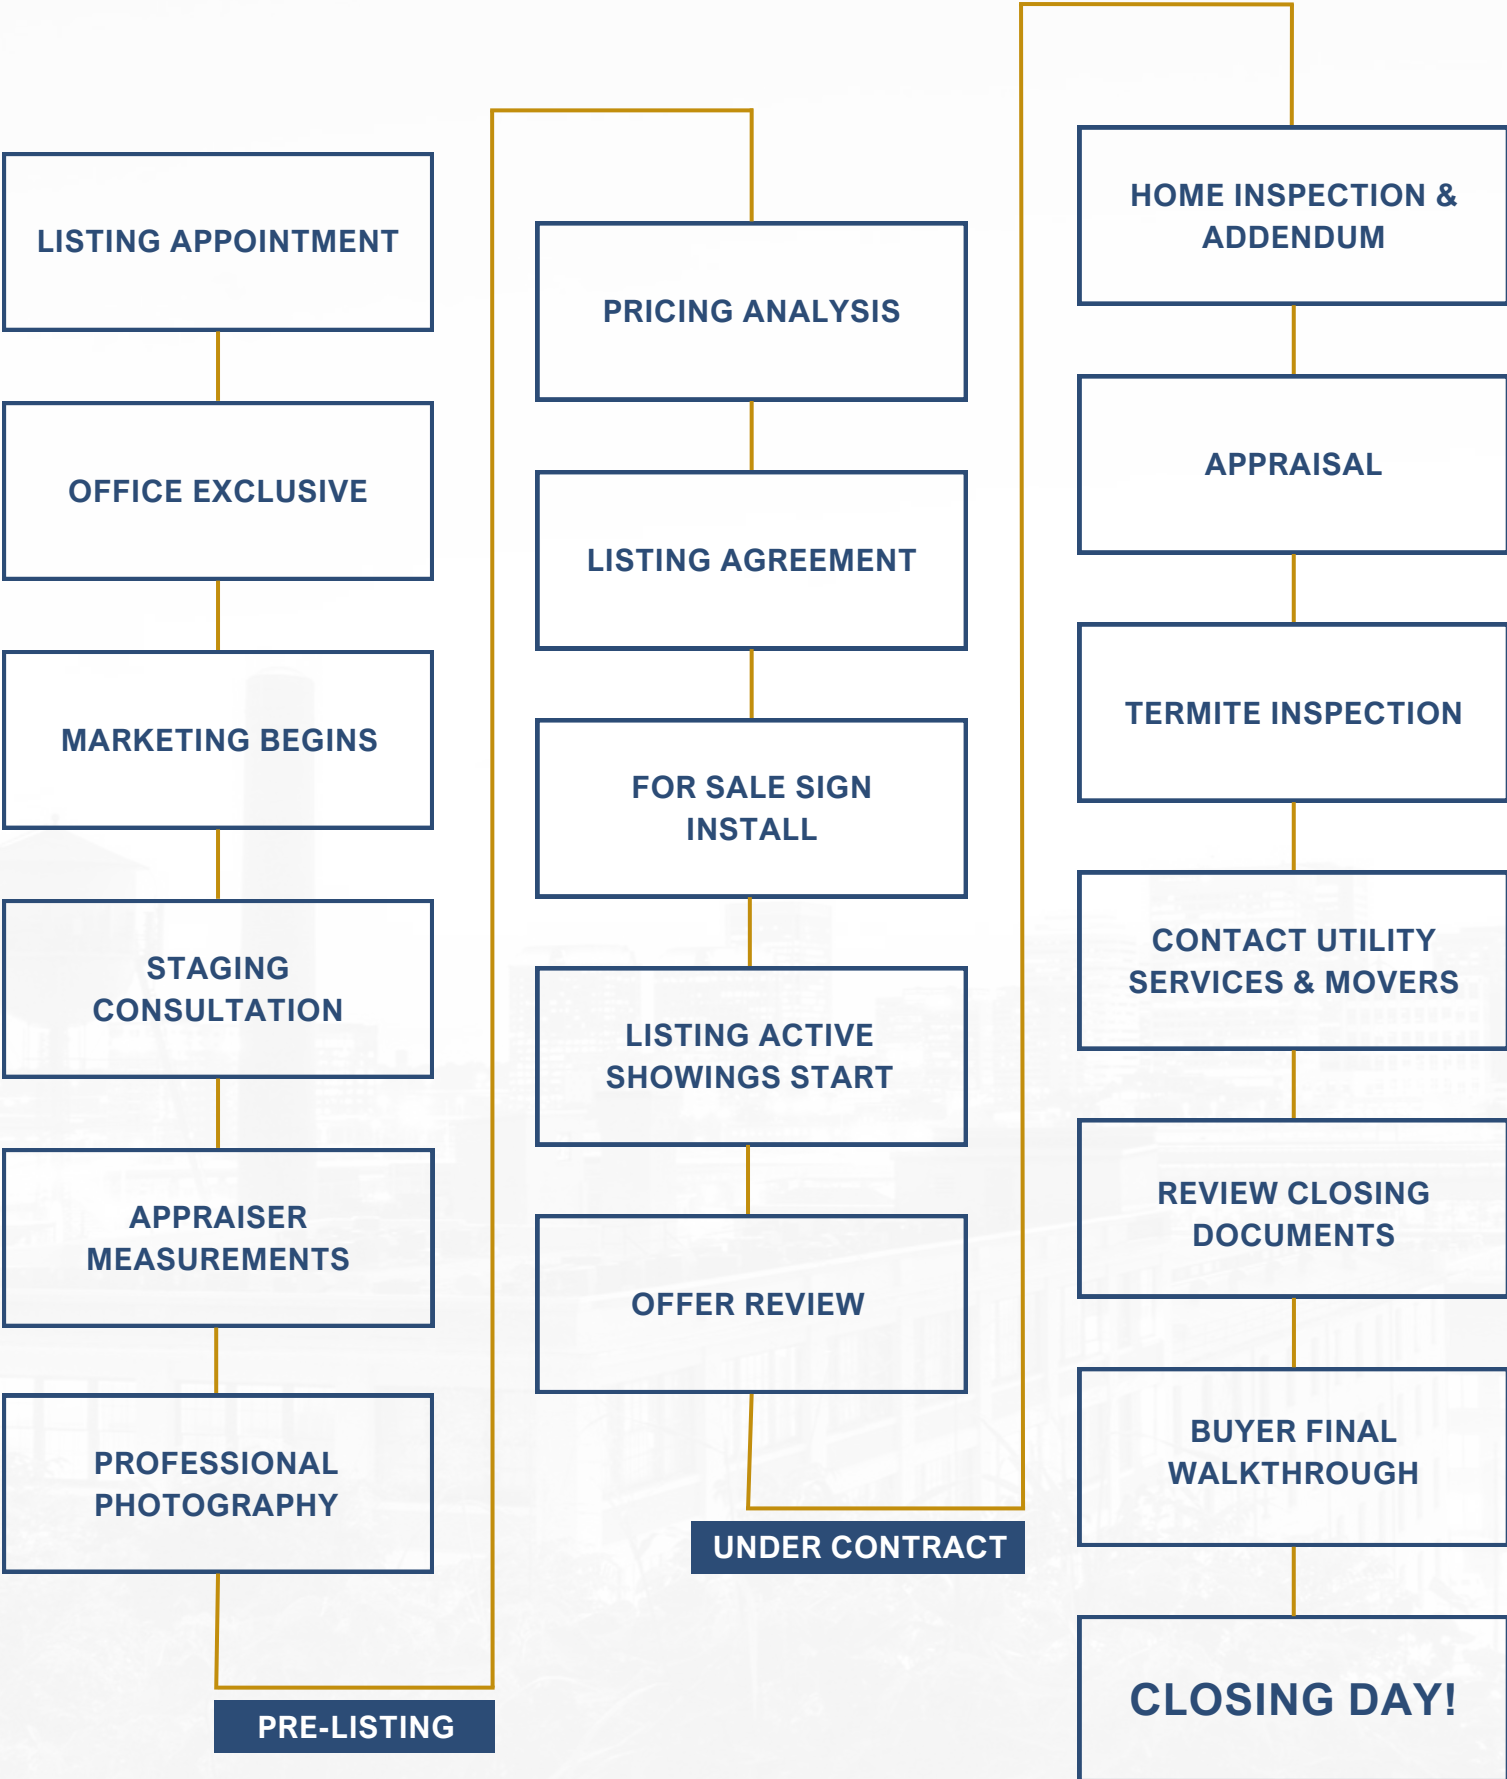 LISTING APPOINTMENT
OFFICE EXCLUSIVE
MARKETING BEGINS
STAGING
CONSULTATION
APPRAISER
MEASUREMENTS
PROFESSIONAL
PHOTOGRAPHY
PRE-LISTING
PRICING ANALYSIS
LISTING AGREEMENT
FOR SALE SIGN
INSTALL
LISTING ACTIVE
SHOWINGS START
OFFER REVIEW
UNDER CONTRACT
HOME INSPECTION &
ADDENDUM
APPRAISAL
TERMITE INSPECTION
CONTACT UTILITY
SERVICES & MOVERS
REVIEW CLOSING
DOCUMENTS
BUYER FINAL
WALKTHROUGH
CLOSING DAY!